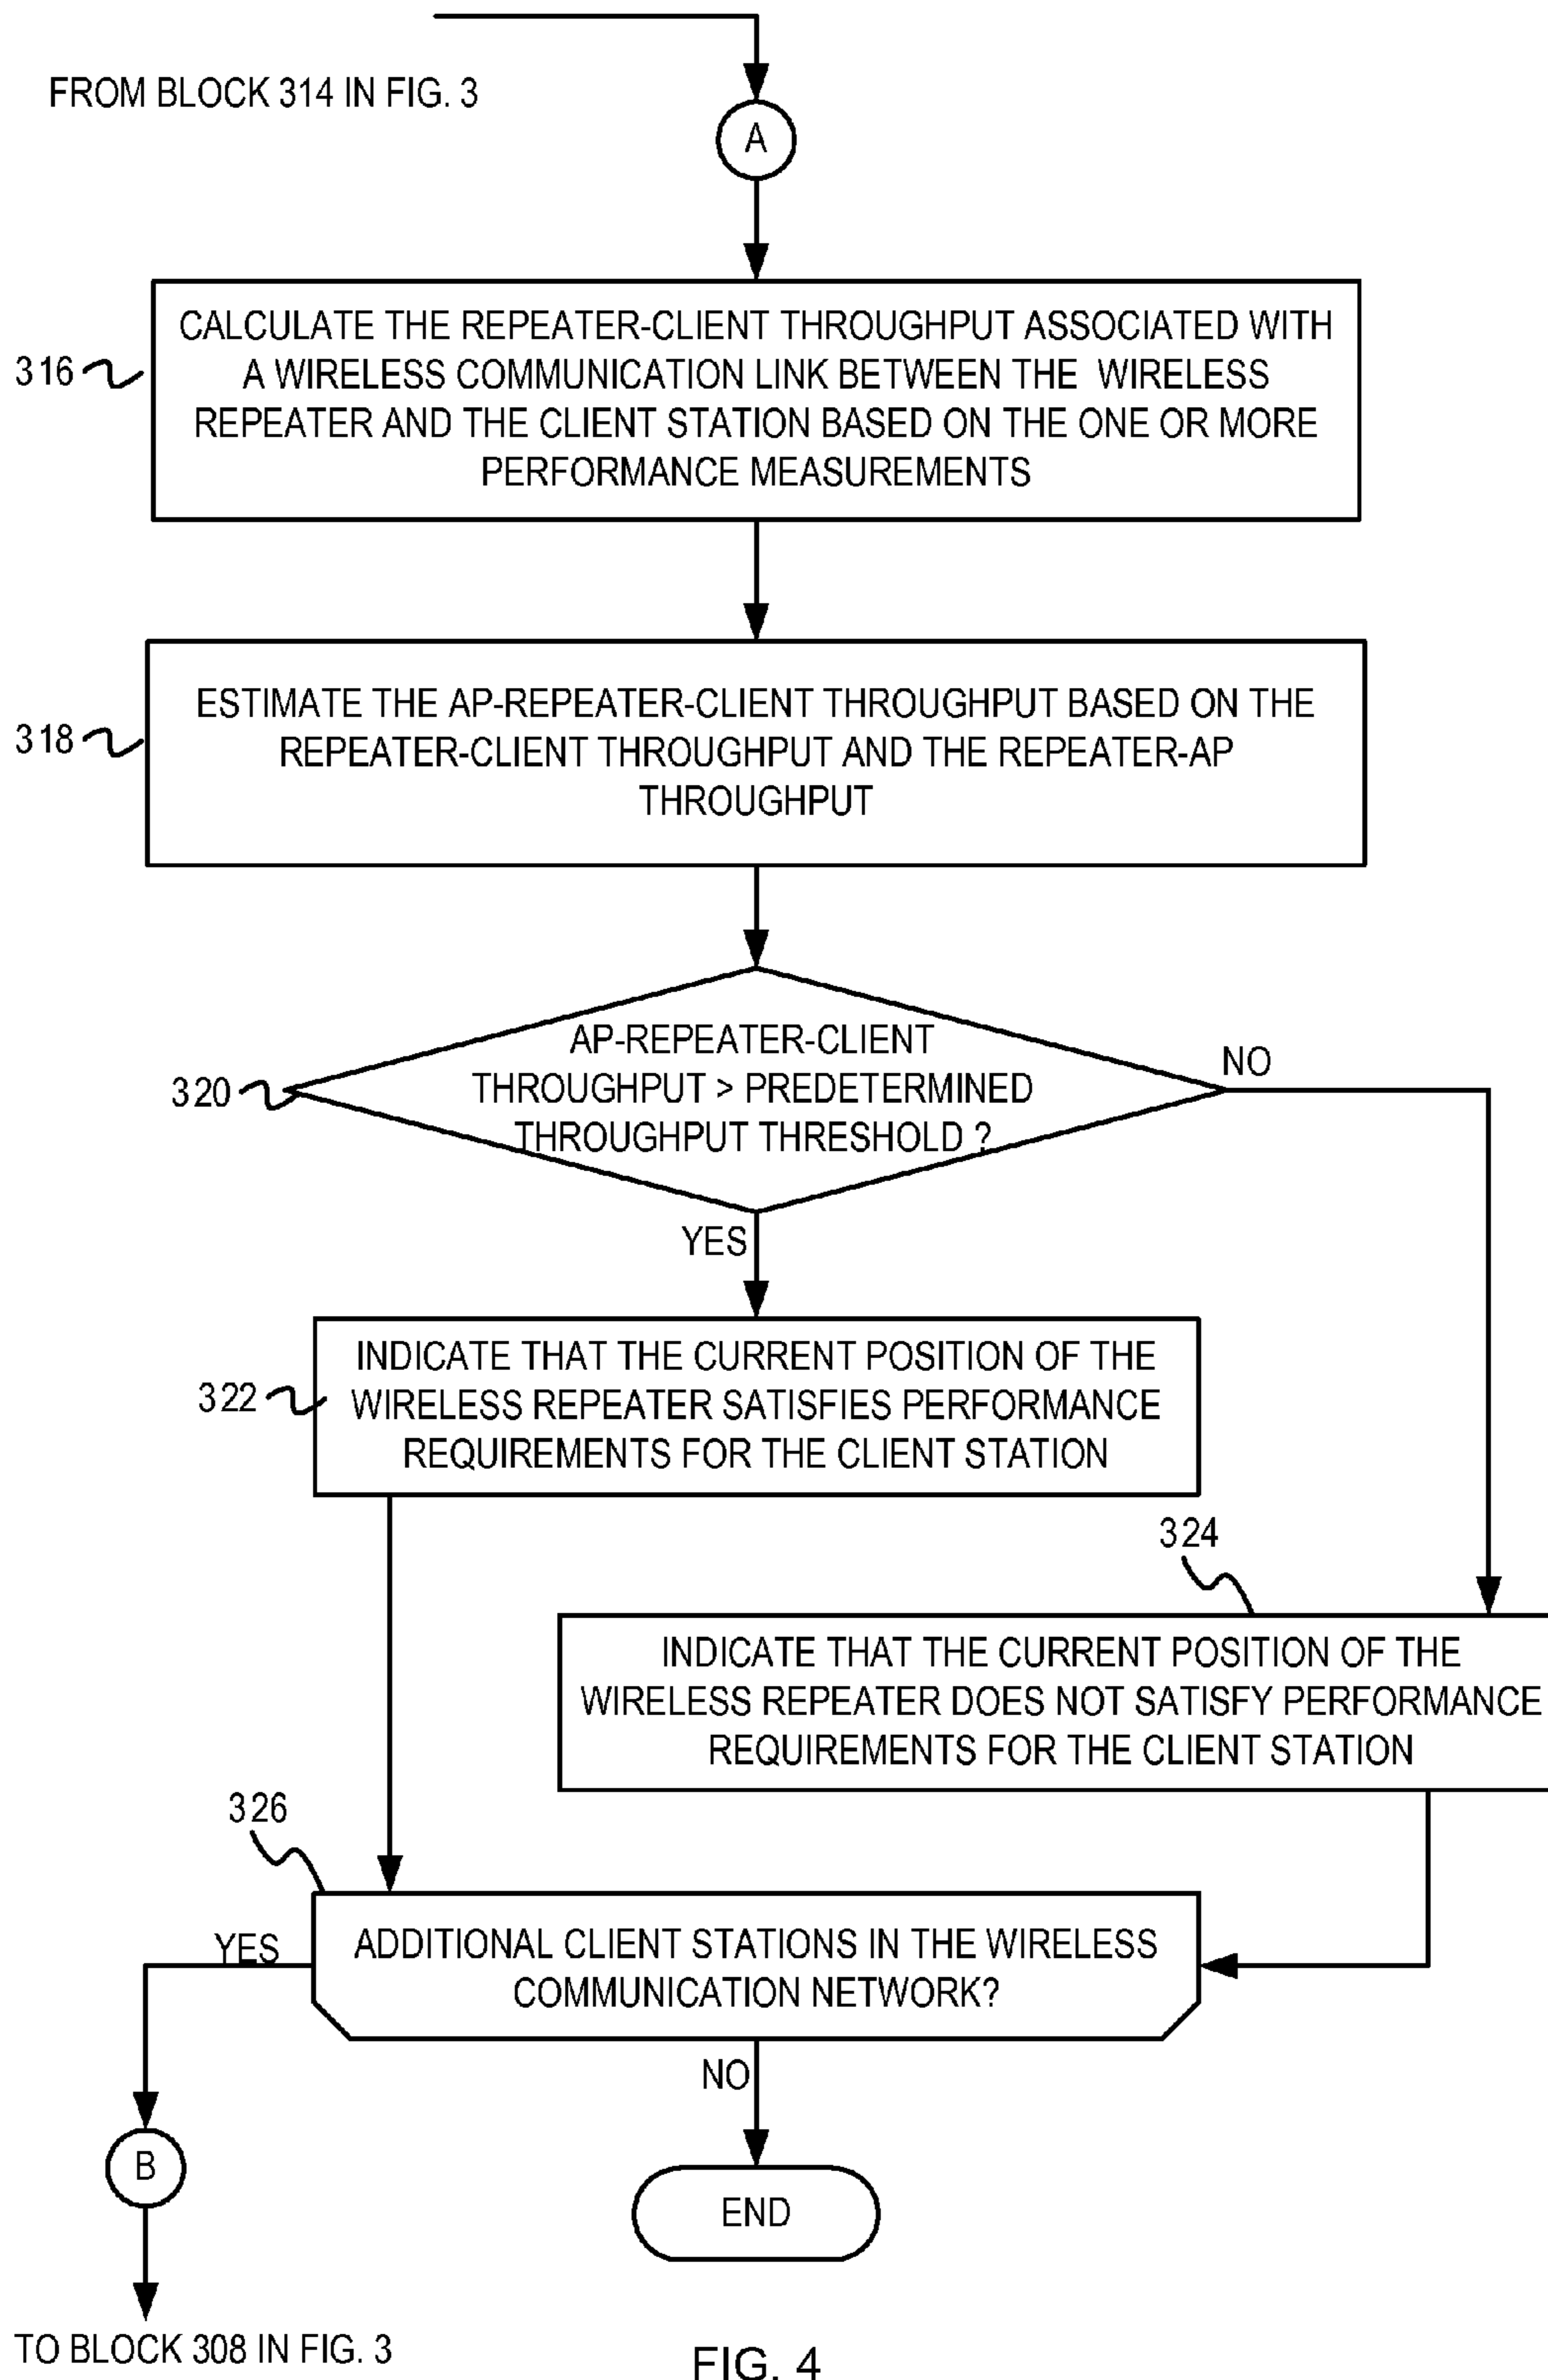 FROM BLOCK 314 IN FIG. 3
A
316
CALCULATE THE REPEATER-CLIENT THROUGHPUT ASSOCIATED WITH
A WIRELESS COMMUNICATION LINK BETWEEN THE WIRELESS
REPEATER AND THE CLIENT STATION BASED ON THE ONE OR MORE
PERFORMANCE MEASUREMENTS
318
ESTIMATE THE AP-REPEATER-CLIENT THROUGHPUT BASED ON THE
REPEATER-CLIENT THROUGHPUT AND THE REPEATER-AP
THROUGHPUT
320
AP-REPEATER-CLIENT
THROUGHPUT > PREDETERMINED
THROUGHPUT THRESHOLD ?
NO
YES
322
INDICATE THAT THE CURRENT POSITION OF THE
WIRELESS REPEATER SATISFIES PERFORMANCE
REQUIREMENTS FOR THE CLIENT STATION
324
INDICATE THAT THE CURRENT POSITION OF THE
WIRELESS REPEATER DOES NOT SATISFY PERFORMANCE
REQUIREMENTS FOR THE CLIENT STATION
326
YES
ADDITIONAL CLIENT STATIONS IN THE WIRELESS
COMMUNICATION NETWORK?
NO
B
END
TO BLOCK 308 IN FIG. 3
FIG. 4